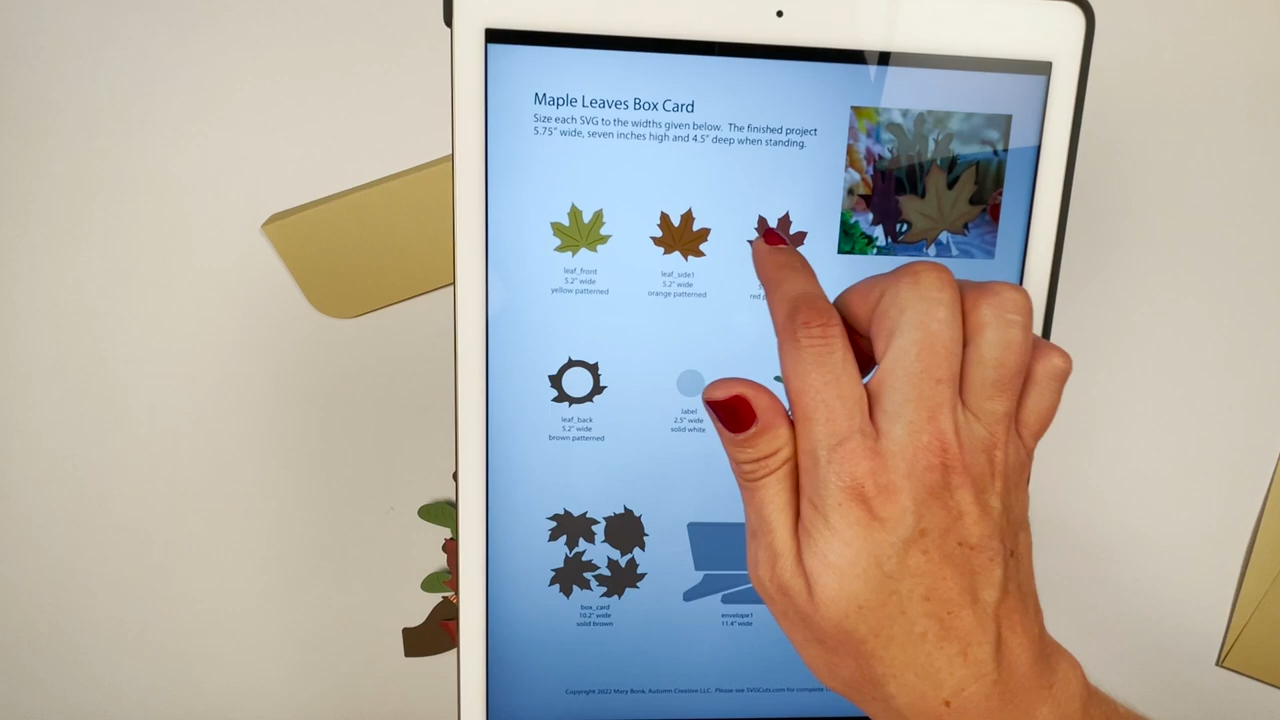 Maple Leaves Box Card
Size each SVG to the widths given below. The finished project
5.75" wide, seven inches high and 4.5" deep when standing.
leaf_front
5.2" wide
yellow patterned
leaf_side1
5.2" wide
orange patterned
red
leaf_back
5.2" wide
brown patterned
label
2.5" wide
solid white
box_card
10.2" wide
solid brown
envelope1
11.4" wide
Copyright 2022 Mary Bonk, Autumn Creative LLC. Please see SVGCuts.com for complete